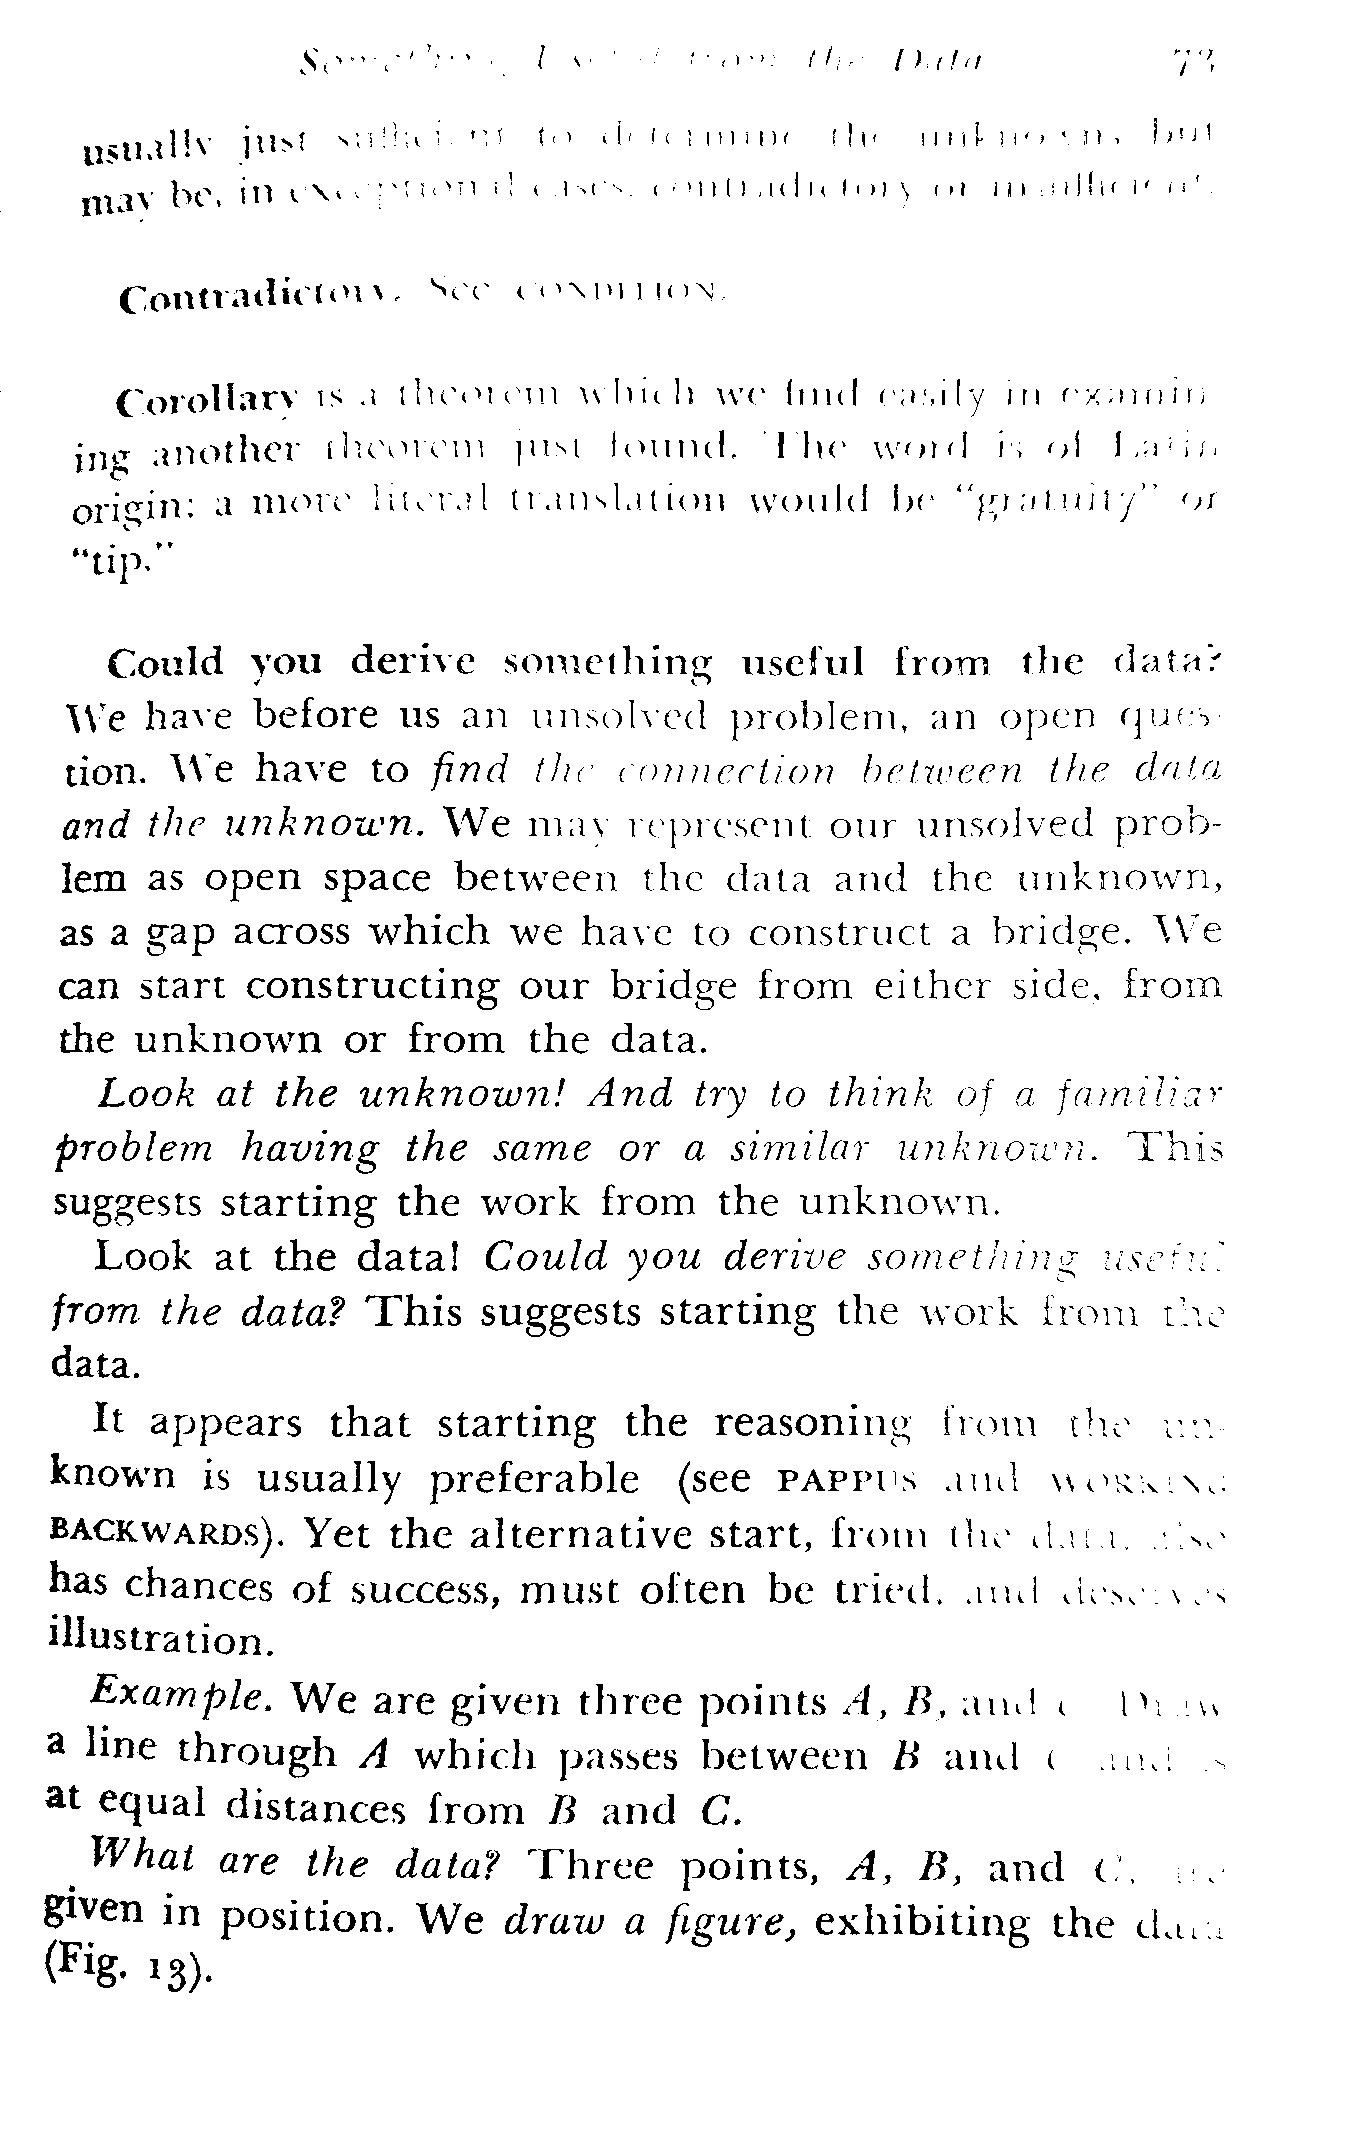 Something Useful from the Data 73
usually just sufficient to determine the unknowns, but
may be, in exceptional cases, contradictory or insufficient.
Contradictory. See CONDITION.
Corollary is a theorem which we find easily in examin-
ing another theorem just found. The word is of Latin
origin; a more literal translation would be “gratuity” or
“tip.”
Could you derive something useful from the data?
We have before us an unsolved problem, an open ques-
tion. We have to find the connection between the data
and the unknown. We may represent our unsolved prob-
lem as open space between the data and the unknown,
as a gap across which we have to construct a bridge. We
can start constructing our bridge from either side, from
the unknown or from the data.
Look at the unknown! And try to think of a familiar
problem having the same or a similar unknown. This
suggests starting the work from the unknown.
Look at the data! Could you derive something useful
from the data? This suggests starting the work from the
data.
It appears that starting the reasoning from the un-
known is usually preferable (see PAPPUS and WORKING
BACKWARDS). Yet the alternative start, from the data, also
has chances of success, must often be tried, and deserves
illustration.
Example. We are given three points A, B, and C. Draw
a line through A which passes between B and C and is
at equal distances from B and C.
What are the data? Three points, A, B, and C, are
given in position. We draw a figure, exhibiting the data
(Fig. 13).